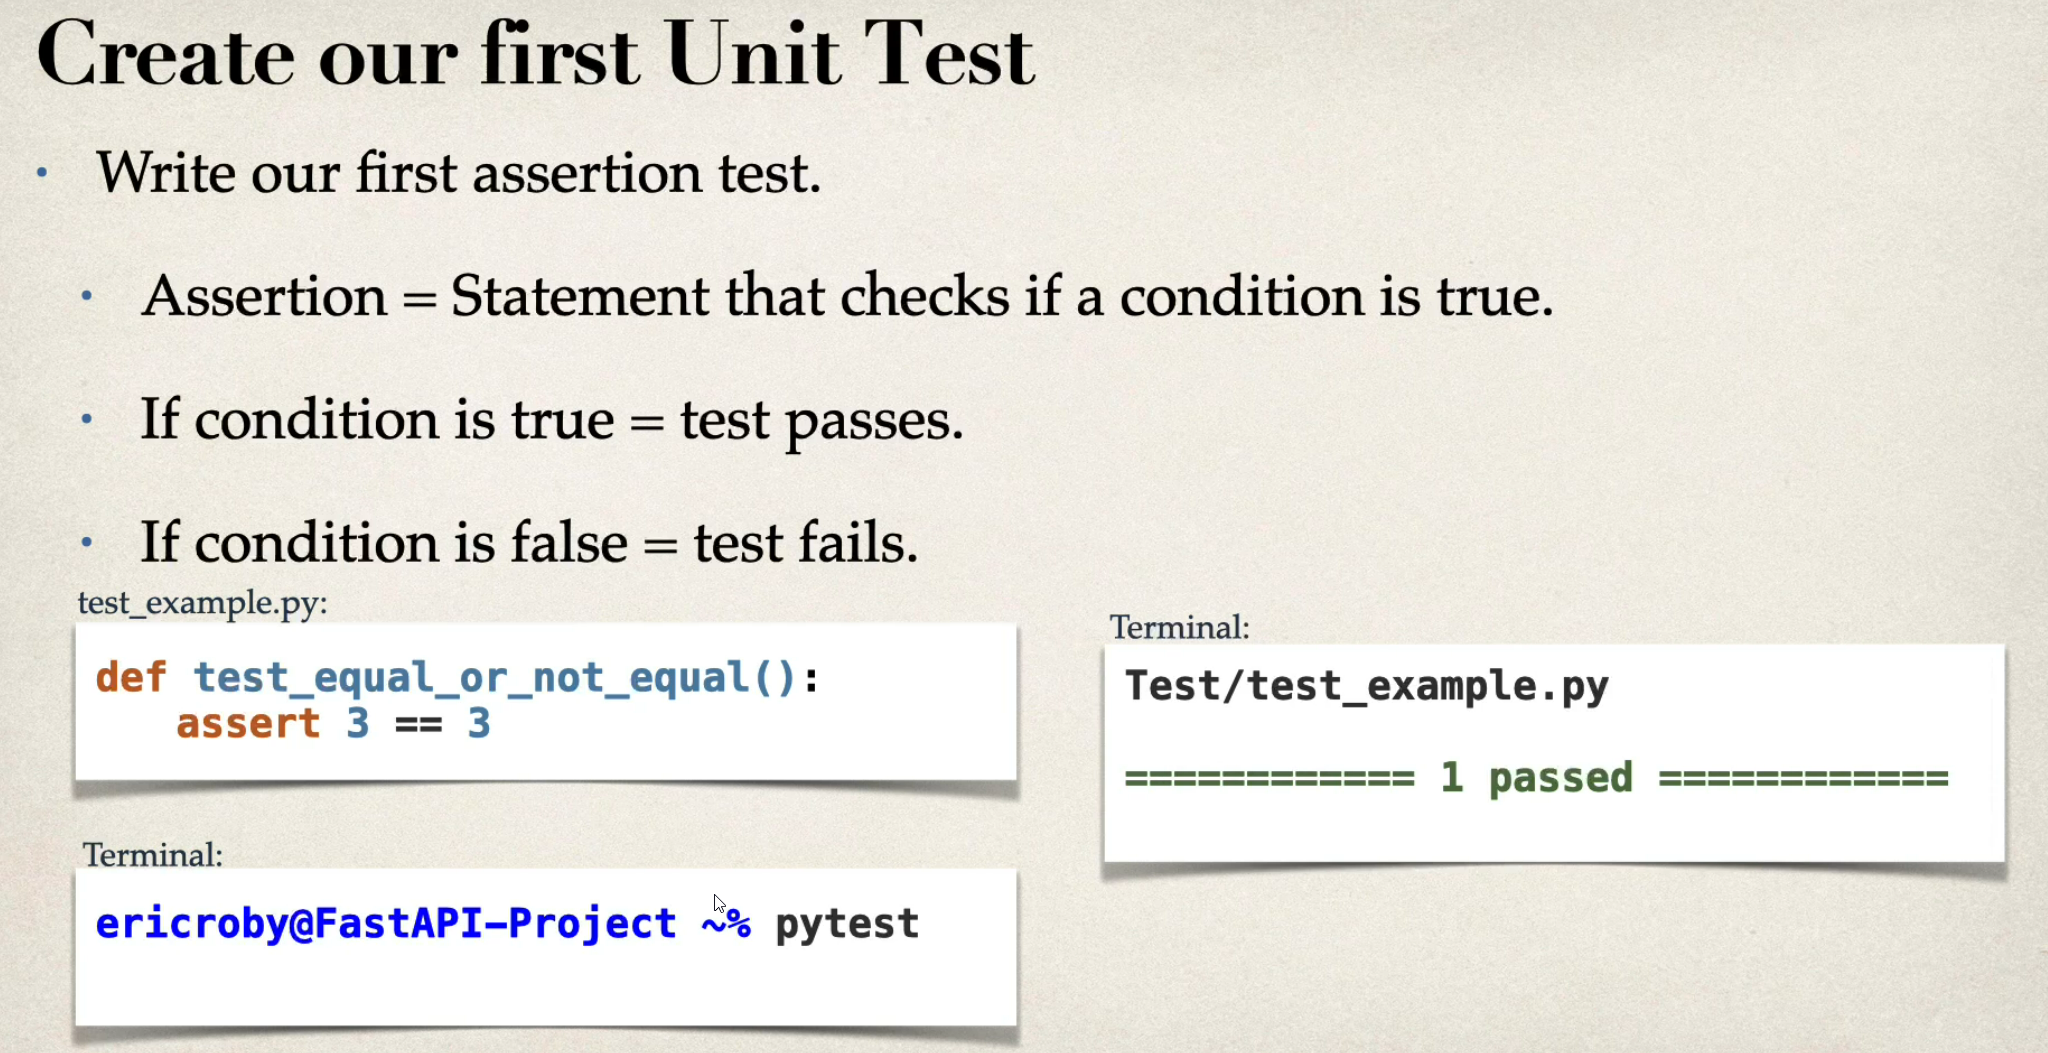 Create our first Unit Test
• Write our first assertion test.
• Assertion = Statement that checks if a condition is true.
• If condition is true = test passes.
• If condition is false = test fails.
test_example.py:
def test_equal_or_not_equal():
    assert 3 == 3
Terminal:
ericroby@FastAPI-Project ~% pytest
Terminal:
Test/test_example.py
============ 1 passed ============